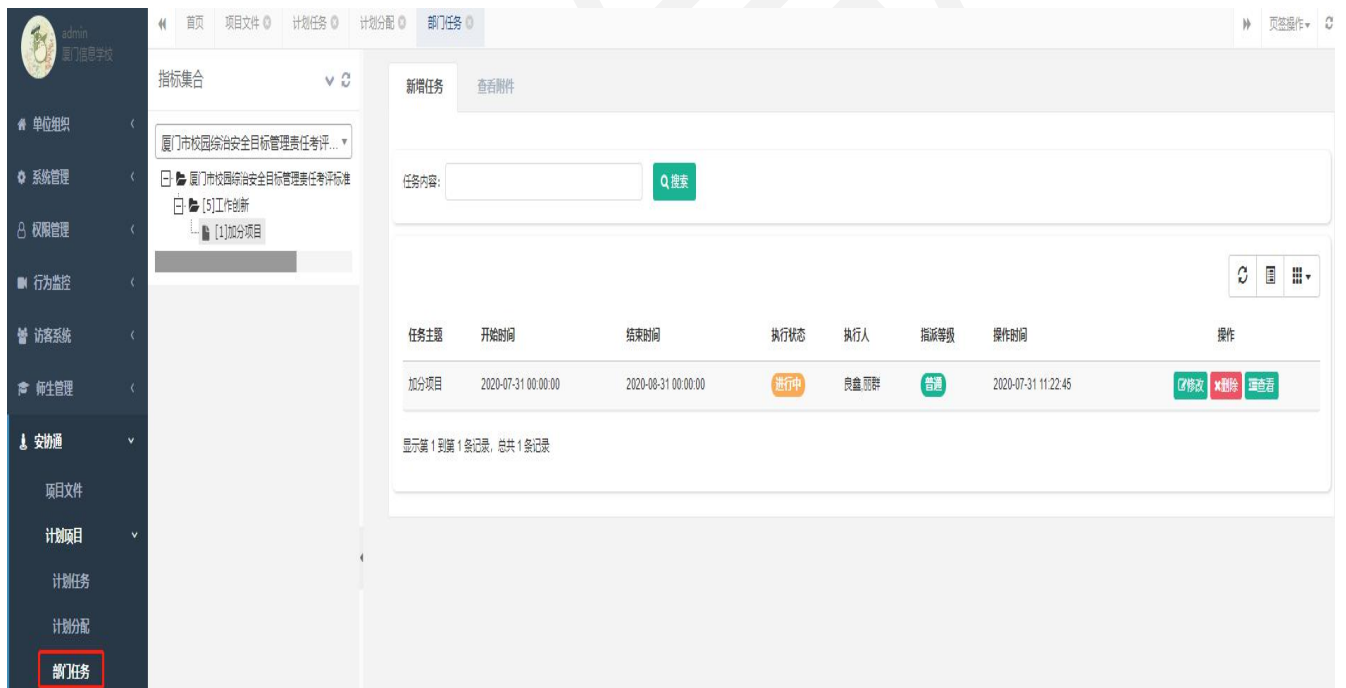 admin
厦门信息学校
单位组织
系统管理
权限管理
行为监控
访客系统
师生管理
安协通
项目文件
计划项目
计划任务
计划分配
部门任务
首页 项目文件 计划任务 计划分配 部门任务 页签操作
指标集合
厦门市校园综治安全目标管理责任考评...
厦门市校园综治安全目标管理责任考评标准
[5]工作创新
[1]加分项目
新增任务 查看附件
任务内容: 搜索
任务主题 开始时间 结束时间 执行状态 执行人 指派等级 操作时间 操作
加分项目 2020-07-31 00:00:00 2020-08-31 00:00:00 进行中 良鑫,丽群 普通 2020-07-31 11:22:45 修改 删除 查看
显示第 1 到第 1 条记录，总共 1 条记录